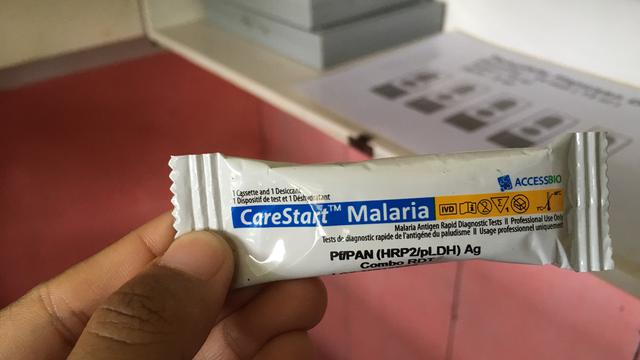 ACCESSBIO
1 Cassette and 1 Desiccant
1 Dispositif de test et 1 Déshydratant
CareStart™ Malaria IVD
Malaria Antigen Rapid Diagnostic Tests II Professional Use Only
Tests de diagnostic rapide de l'antigène du paludisme II Usage professionnel uniquement
Pf/PAN (HRP2/pLDH) Ag
Combo RDT